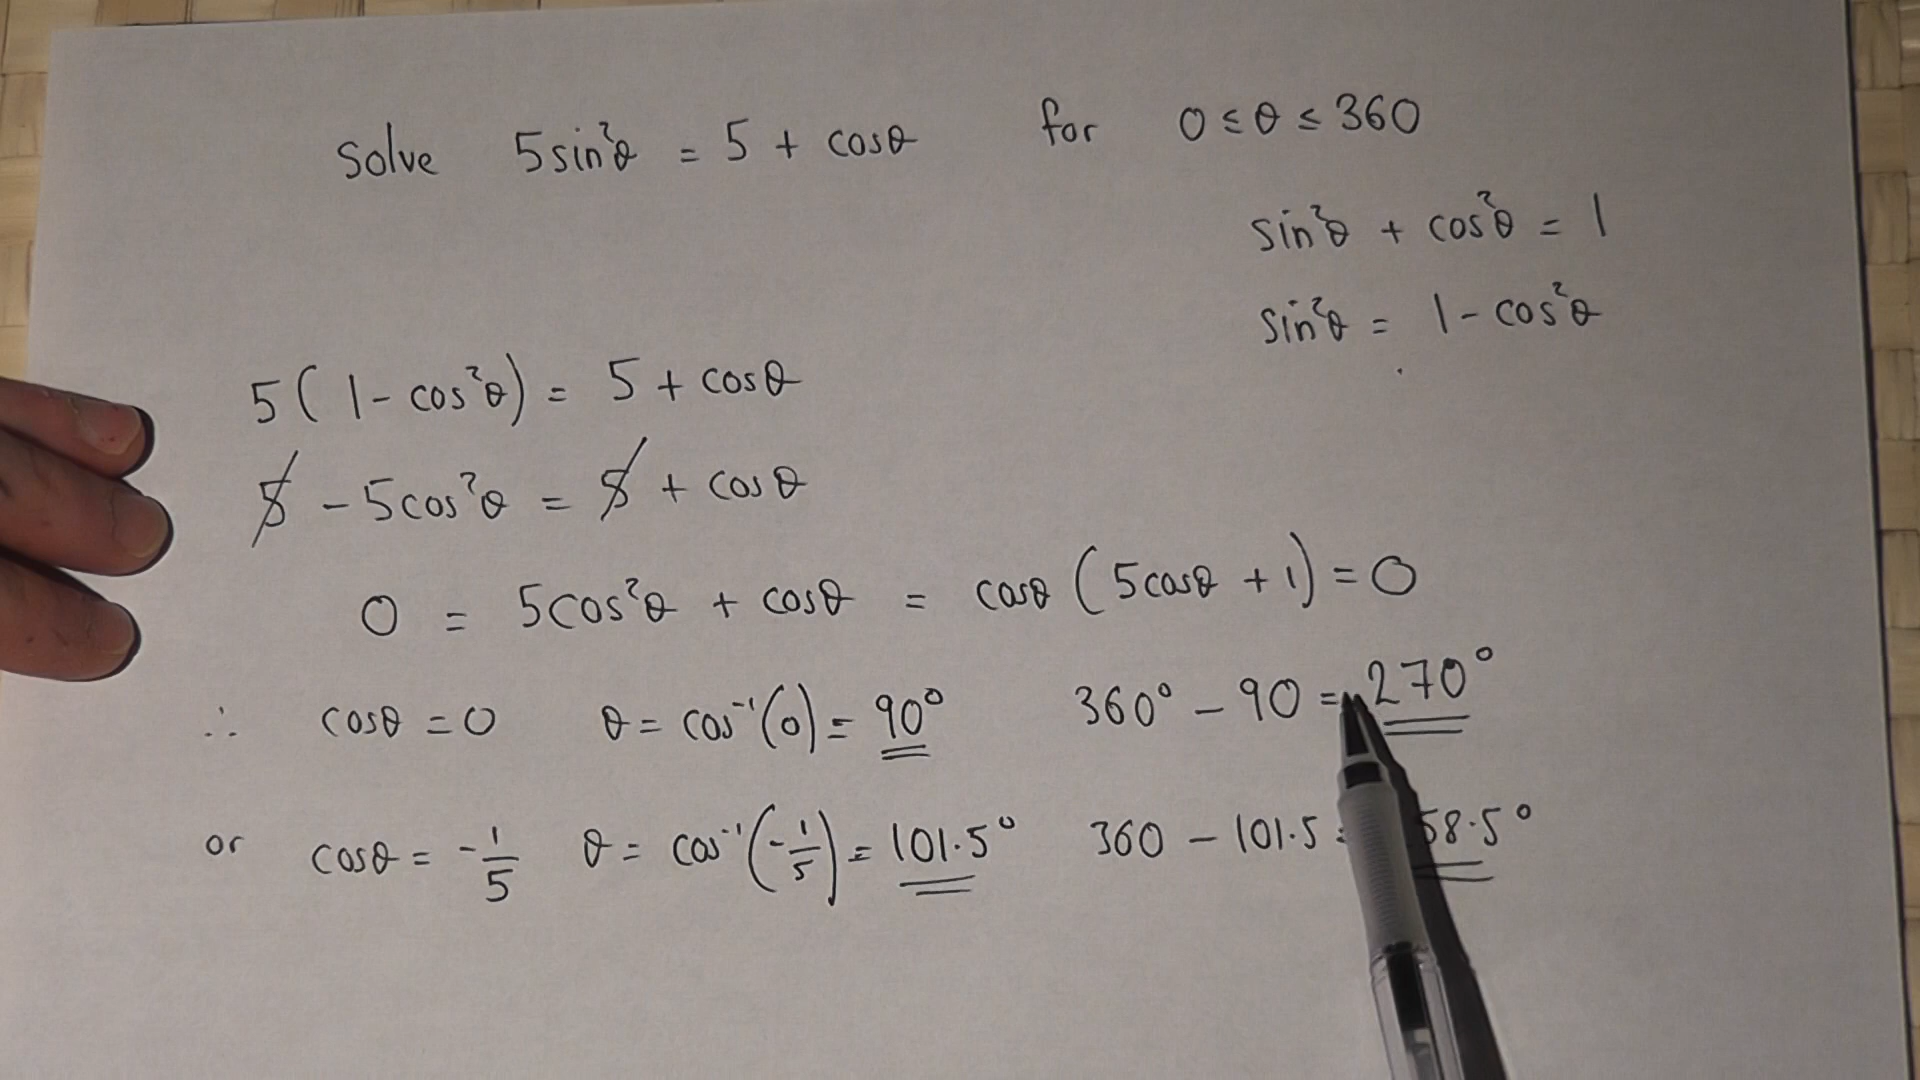 Solve 5sin²θ = 5 + cosθ for 0 ≤ θ ≤ 360
sin²θ + cos²θ = 1
sin²θ = 1 - cos²θ
5(1 - cos²θ) = 5 + cosθ
5 - 5cos²θ = 5 + cosθ
0 = 5cos²θ + cosθ = cosθ(5cosθ + 1) = 0
∴ cosθ = 0 θ = cos⁻¹(0) = 90° 360° - 90 = 270°
or cosθ = -1/5 θ = cos⁻¹(-1/5) = 101.5° 360 - 101.5 = 58.5°